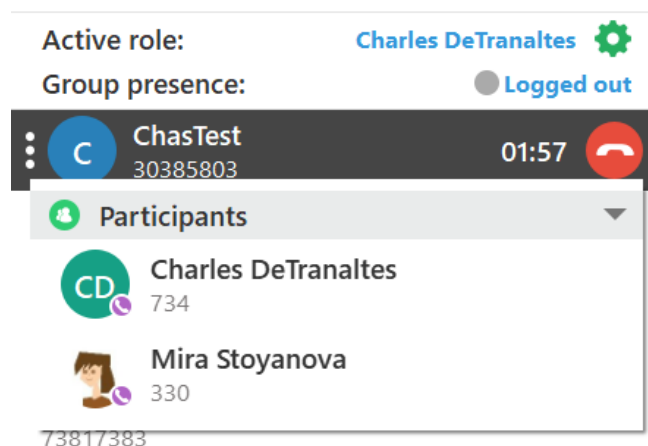 Active role: Charles DeTranaltes
Group presence: Logged out
C ChasTest 01:57
30385803
Participants
CD Charles DeTranaltes
734
Mira Stoyanova
330
73817383